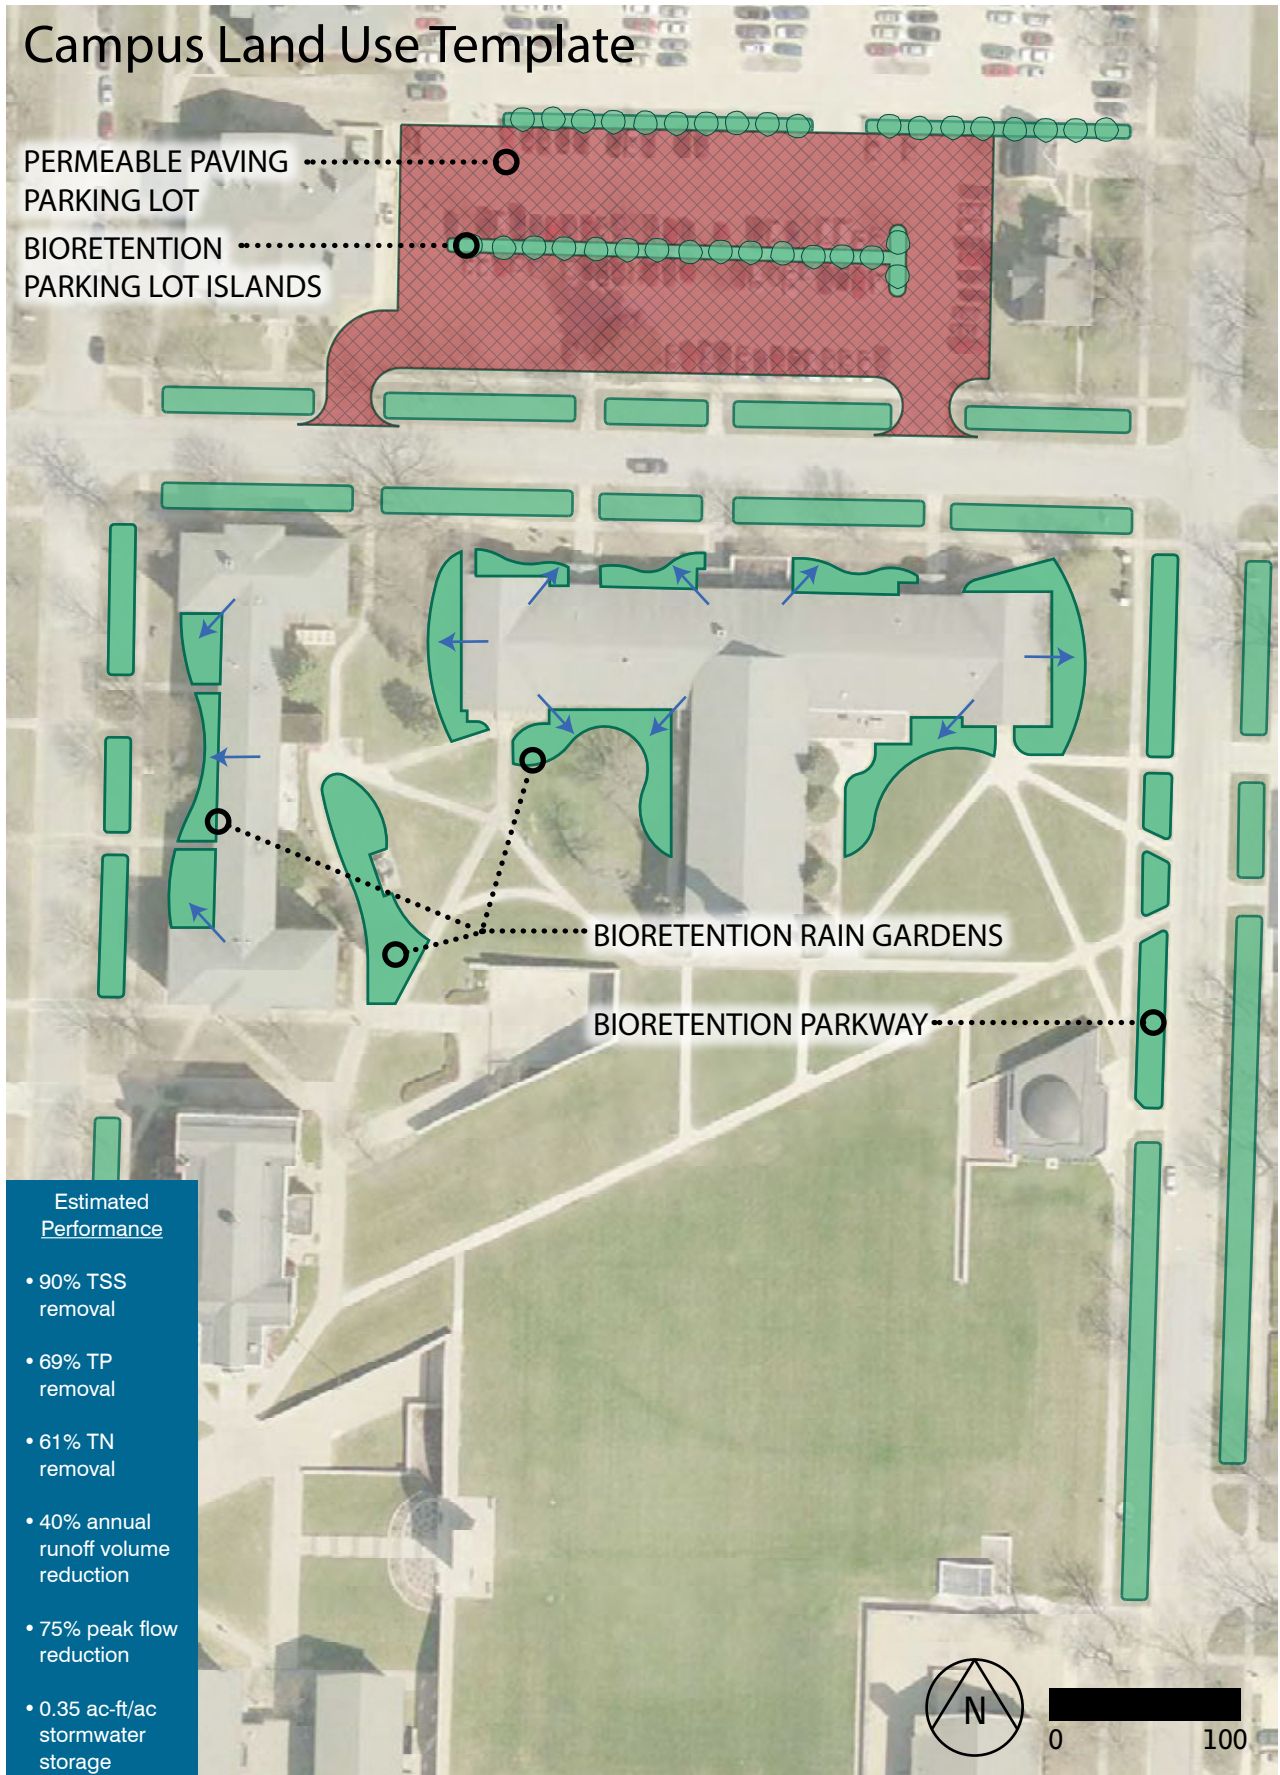 Campus Land Use Template
PERMEABLE PAVING
PARKING LOT
BIORETENTION
PARKING LOT ISLANDS
BIORETENTION RAIN GARDENS
BIORETENTION PARKWAY
Estimated
Performance
• 90% TSS
removal
• 69% TP
removal
• 61% TN
removal
• 40% annual
runoff volume
reduction
• 75% peak flow
reduction
• 0.35 ac-ft/ac
stormwater
storage
N
0 100